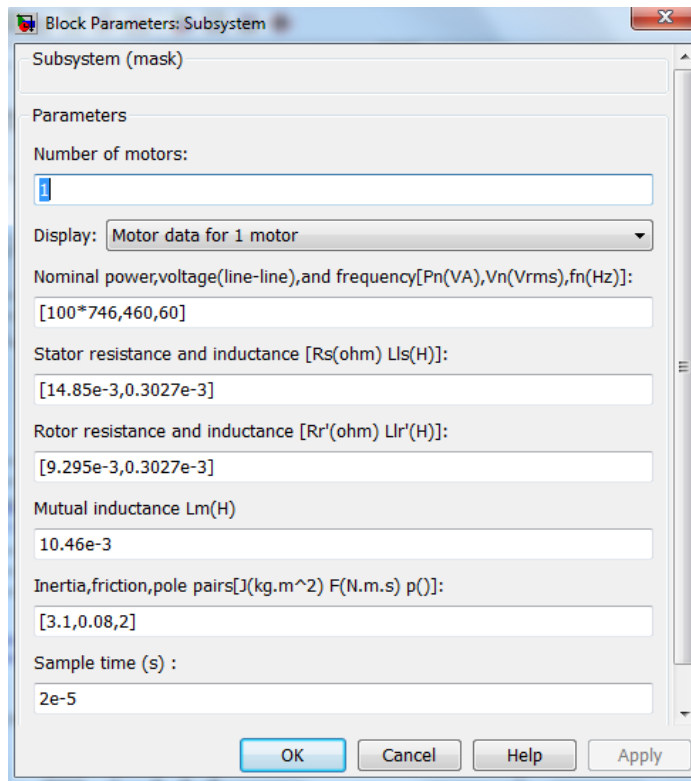 Block Parameters: Subsystem
Subsystem (mask)
Parameters
Number of motors:
1
Display: Motor data for 1 motor
Nominal power,voltage(line-line),and frequency[Pn(VA),Vn(Vrms),fn(Hz)]:
[100*746,460,60]
Stator resistance and inductance [Rs(ohm) Lls(H)]:
[14.85e-3,0.3027e-3]
Rotor resistance and inductance [Rr'(ohm) Llr'(H)]:
[9.295e-3,0.3027e-3]
Mutual inductance Lm(H)
10.46e-3
Inertia,friction,pole pairs[J(kg.m^2) F(N.m.s) p()]:
[3.1,0.08,2]
Sample time (s) :
2e-5
OK Cancel Help Apply